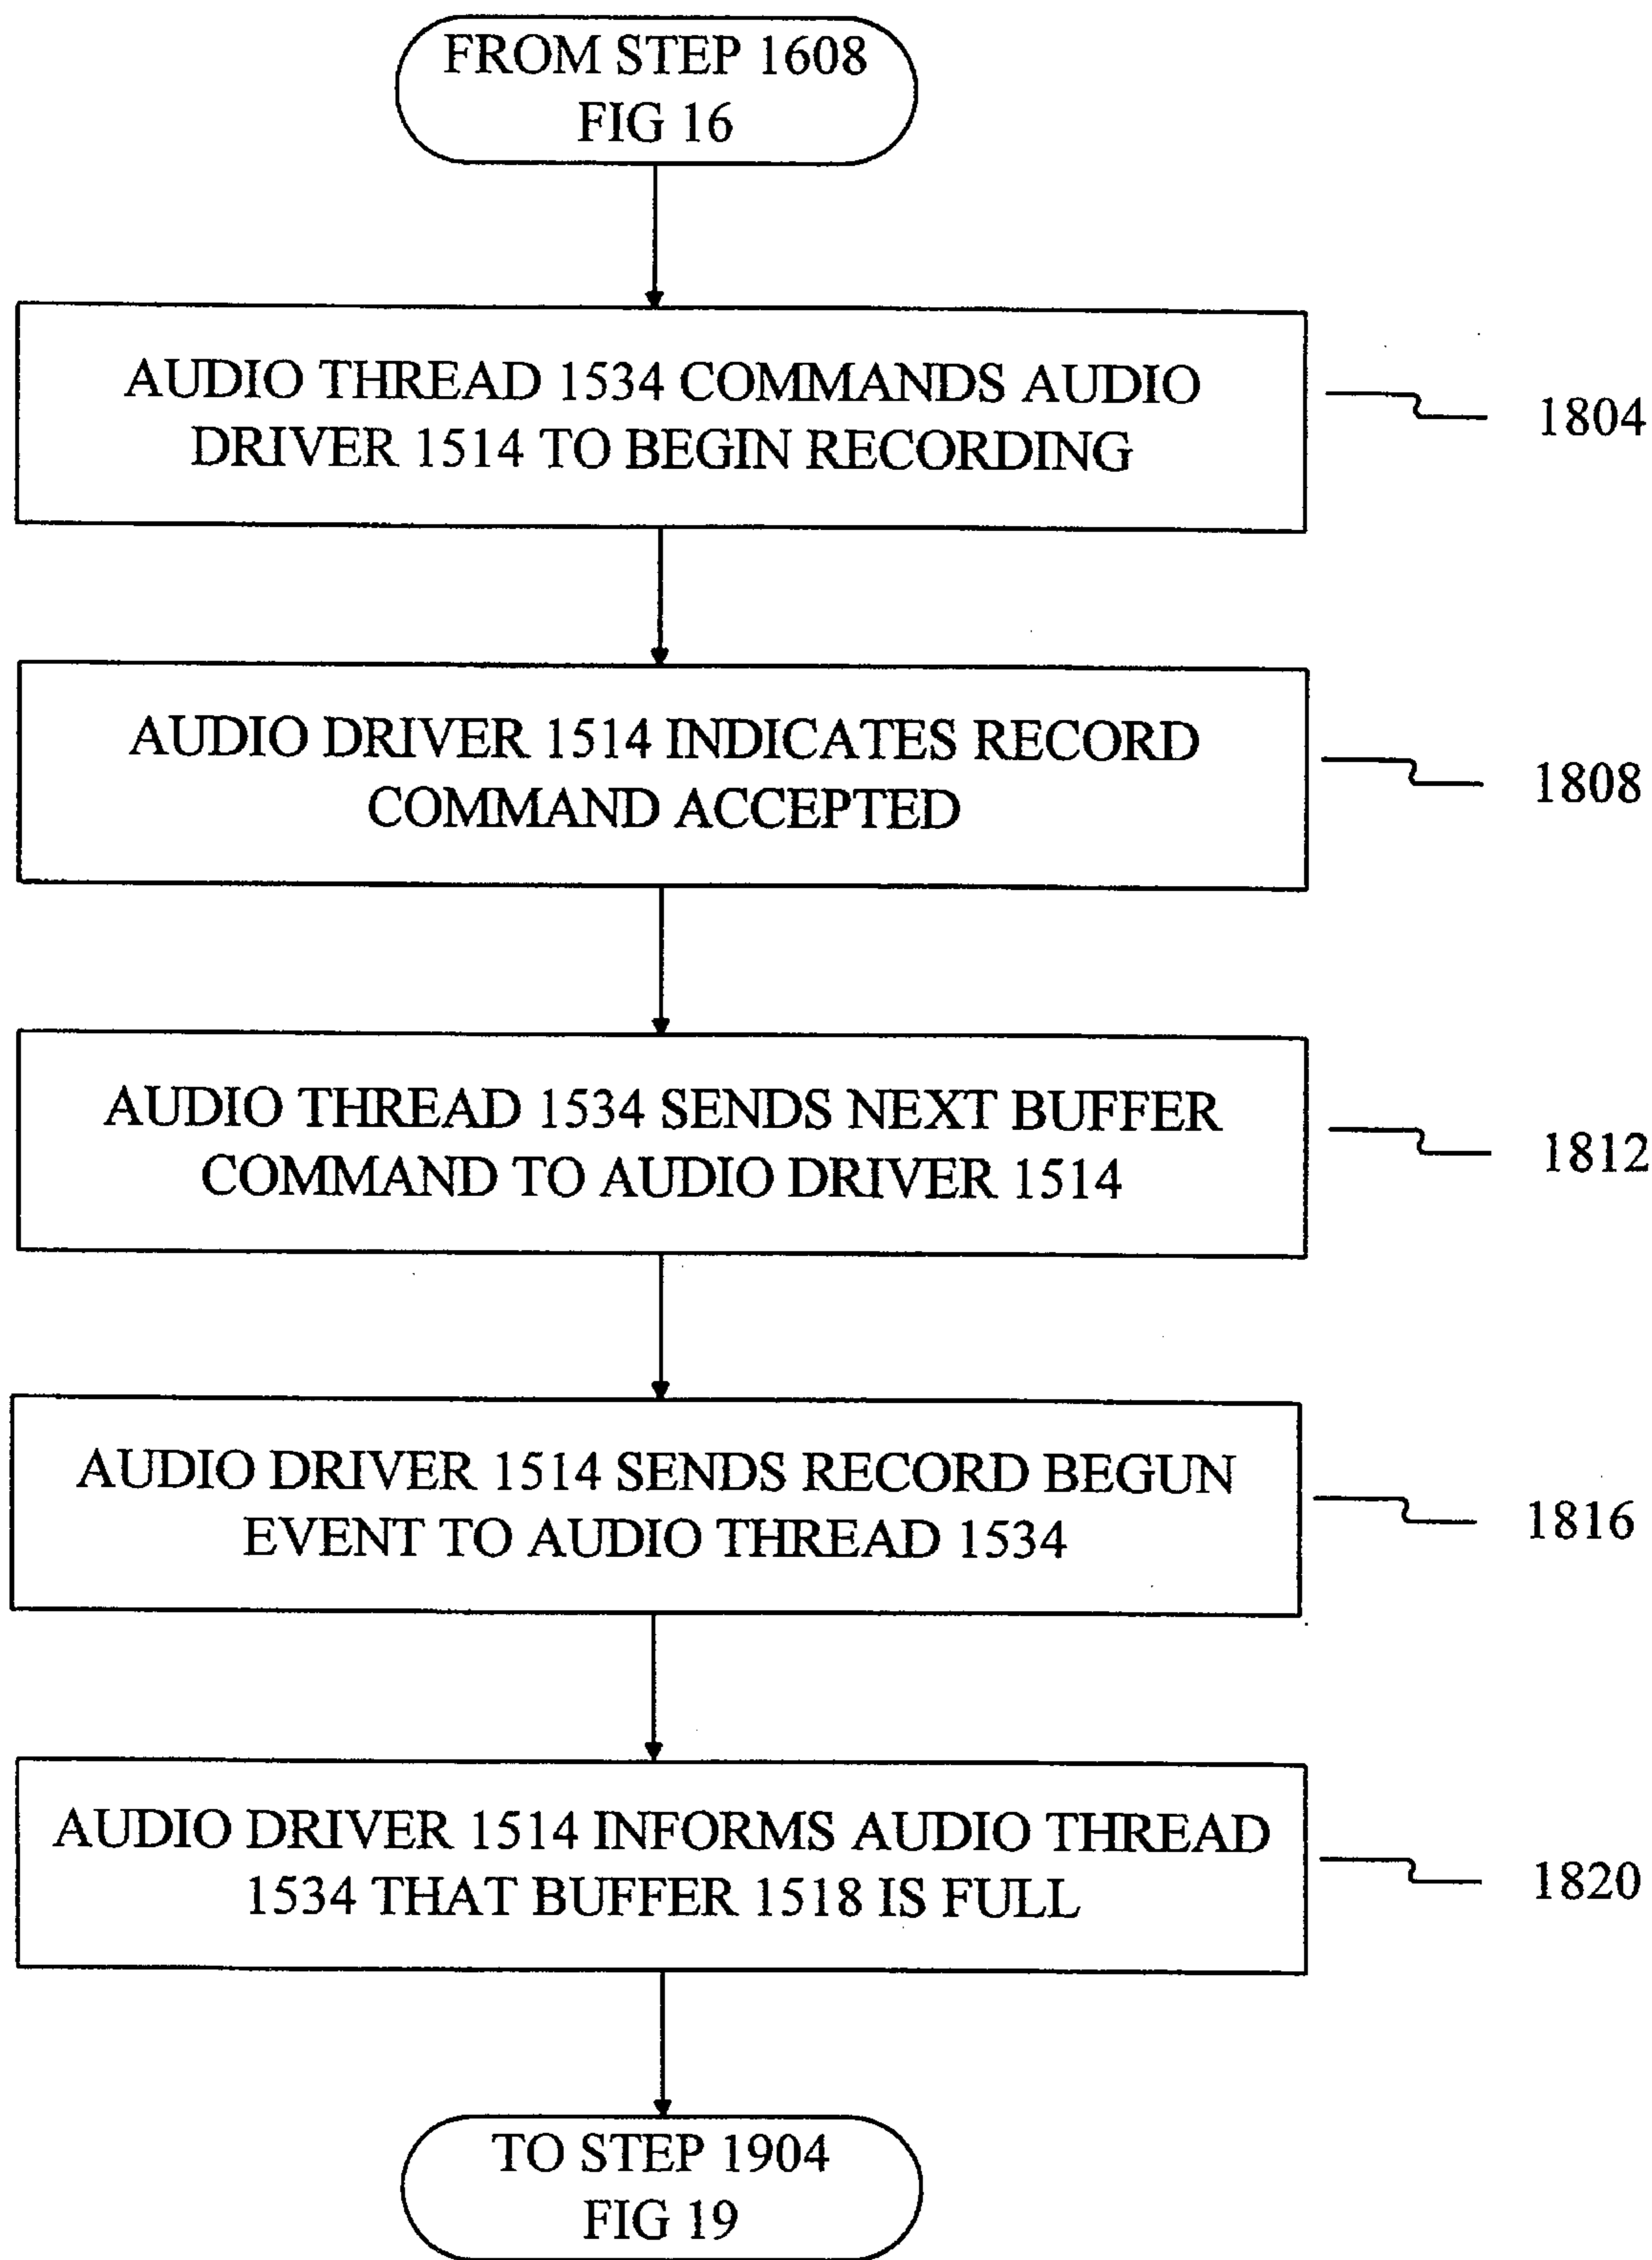 FROM STEP 1608
FIG 16
AUDIO THREAD 1534 COMMANDS AUDIO
DRIVER 1514 TO BEGIN RECORDING
1804
AUDIO DRIVER 1514 INDICATES RECORD
COMMAND ACCEPTED
1808
AUDIO THREAD 1534 SENDS NEXT BUFFER
COMMAND TO AUDIO DRIVER 1514
1812
AUDIO DRIVER 1514 SENDS RECORD BEGUN
EVENT TO AUDIO THREAD 1534
1816
AUDIO DRIVER 1514 INFORMS AUDIO THREAD
1534 THAT BUFFER 1518 IS FULL
1820
TO STEP 1904
FIG 19